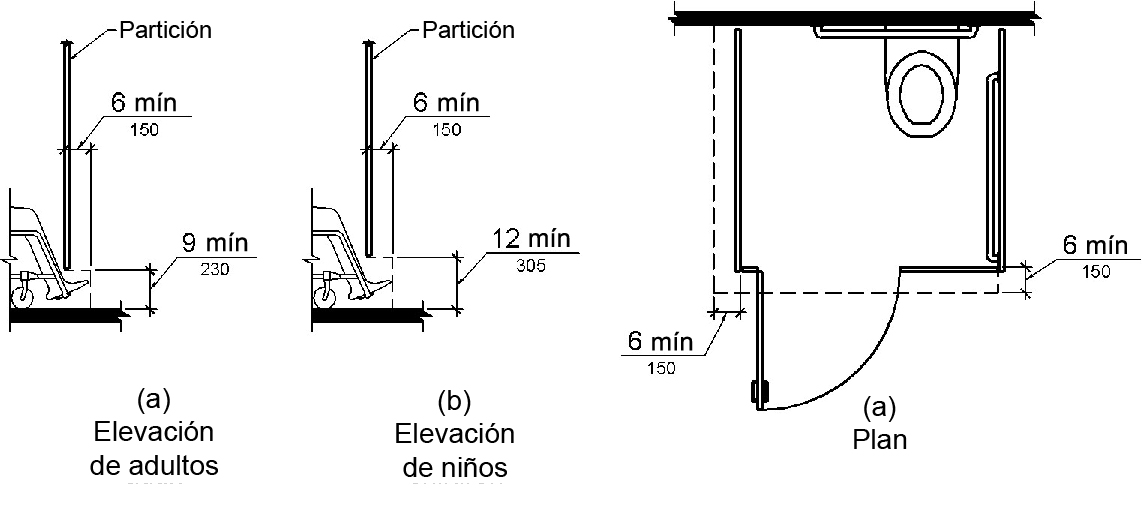 Partición
6 mín
150
9 mín
230
(a)
Elevación
de adultos
Partición
6 mín
150
12 mín
305
(b)
Elevación
de niños
6 mín
150
6 mín
150
(a)
Plan